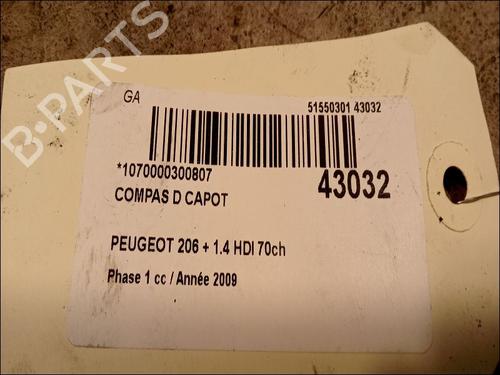 B-PARTS
GA
51550301 43032
*1070000300807
43032
COMPAS D CAPOT
PEUGEOT 206 + 1.4 HDI 70ch
Phase 1 cc / Année 2009